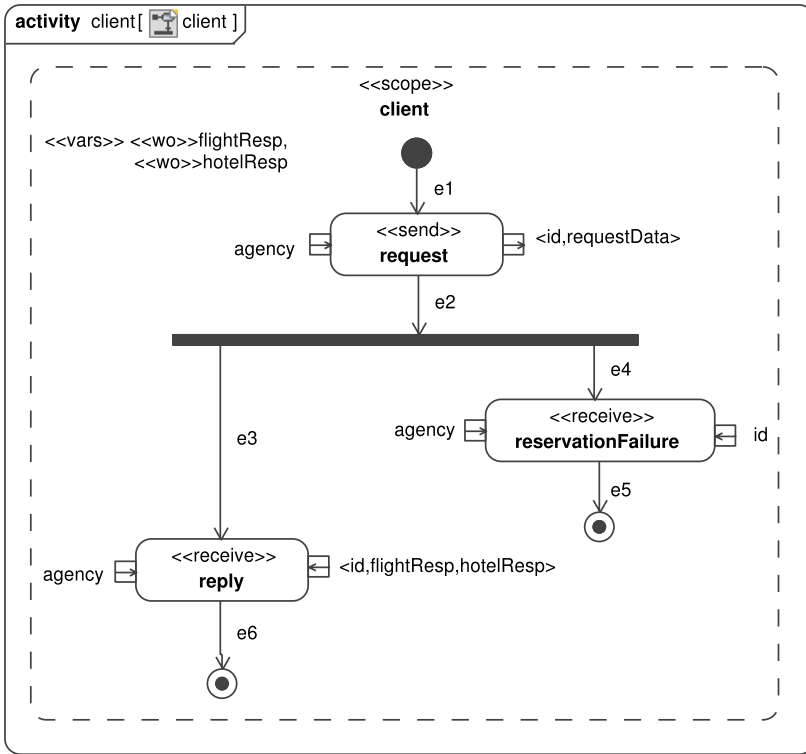 activity client[ client ]
<<scope>>
client
<<vars>> <<wo>>flightResp,
<<wo>>hotelResp
e1
<<send>>
request
agency
<id,requestData>
e2
e4
<<receive>>
reservationFailure
agency
id
e3
e5
<<receive>>
reply
agency
<id,flightResp,hotelResp>
e6